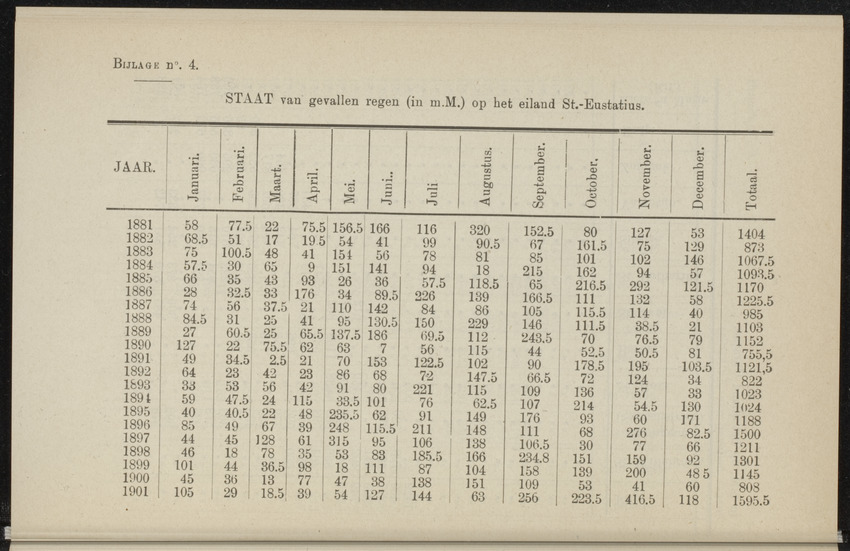 BIJLAGE n°. 4.
STAAT van gevallen regen (in m.M.) op het eiland St.-Eustatius.
JAAR. Januari. Februari. Maart. April. Mei. Juni.. Juli Augustus. September. October. November. December. Totaal.
1881 58 77.5 22 75.5 156.5 166 116 320 152.5 80 127 53 1404
1882 68.5 51 17 19 5 54 41 99 90.5 67 161.5 75 129 873
1883 75 100.5 48 41 154 56 78 81 85 101 102 146 1067.5
1884 57.5 30 65 9 151 141 94 18 215 162 94 57 1093.5
1885 66 35 43 93 26 36 57.5 118.5 65 216.5 292 121.5 1170
1886 28 32.5 33 176 34 89.5 226 139 166.5 111 132 58 1225.5
1887 74 56 37.5 21 110 142 84 86 105 115.5 114 40 985
1888 84.5 31 25 41 95 130.5 150 229 146 111.5 38.5 21 1103
1889 27 60.5 25 65.5 137.5 186 69.5 112 243.5 70 76.5 79 1152
1890 127 22 75.5 62 63 7 56 115 44 52.5 50.5 81 755,5
1891 49 34.5 2.5 21 70 153 122.5 102 90 178.5 195 103.5 1121,5
1892 64 23 42 23 86 68 72 147.5 66.5 72 124 34 822
1893 33 53 56 42 91 80 221 115 109 136 57 33 1023
1894 59 47.5 24 115 33.5 101 76 62.5 107 214 54.5 130 1024
1895 40 40.5 22 48 235.5 62 91 149 176 93 60 171 1188
1896 85 49 67 39 248 115.5 211 148 111 68 276 82.5 1500
1897 44 45 128 61 315 95 106 138 106.5 30 77 66 1211
1898 46 18 78 35 53 83 185.5 166 234.8 151 159 92 1301
1899 101 44 36.5 98 18 111 87 104 158 139 200 48 5 1145
1900 45 36 13 77 47 38 138 151 109 53 41 60 808
1901 105 29 18.5 39 54 127 144 63 256 223.5 416.5 118 1595.5